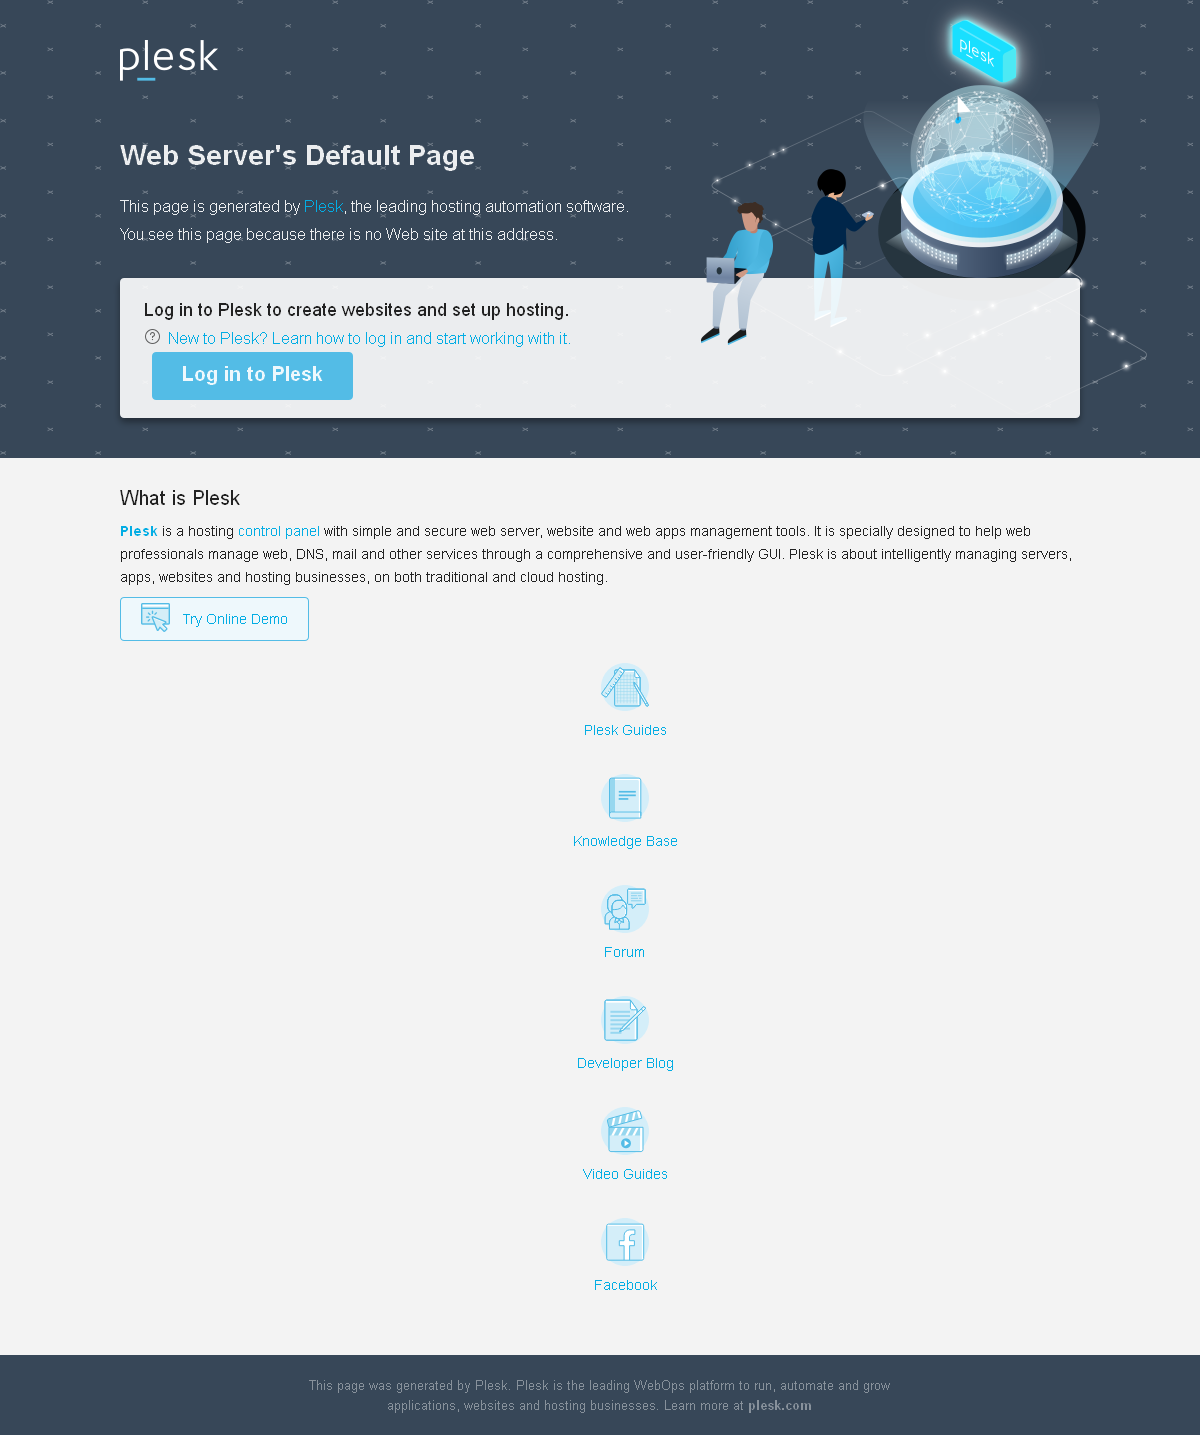 plesk
plesk
Web Server's Default Page
This page is generated by Plesk, the leading hosting automation software.
You see this page because there is no Web site at this address.
Log in to Plesk to create websites and set up hosting.
New to Plesk? Learn how to log in and start working with it.
Log in to Plesk
What is Plesk
Plesk is a hosting control panel with simple and secure web server, website and web apps management tools. It is specially designed to help web
professionals manage web, DNS, mail and other services through a comprehensive and user-friendly GUI. Plesk is about intelligently managing servers,
apps, websites and hosting businesses, on both traditional and cloud hosting.
Try Online Demo
Plesk Guides
Knowledge Base
Forum
Developer Blog
Video Guides
Facebook
This page was generated by Plesk. Plesk is the leading WebOps platform to run, automate and grow
applications, websites and hosting businesses. Learn more at plesk.com